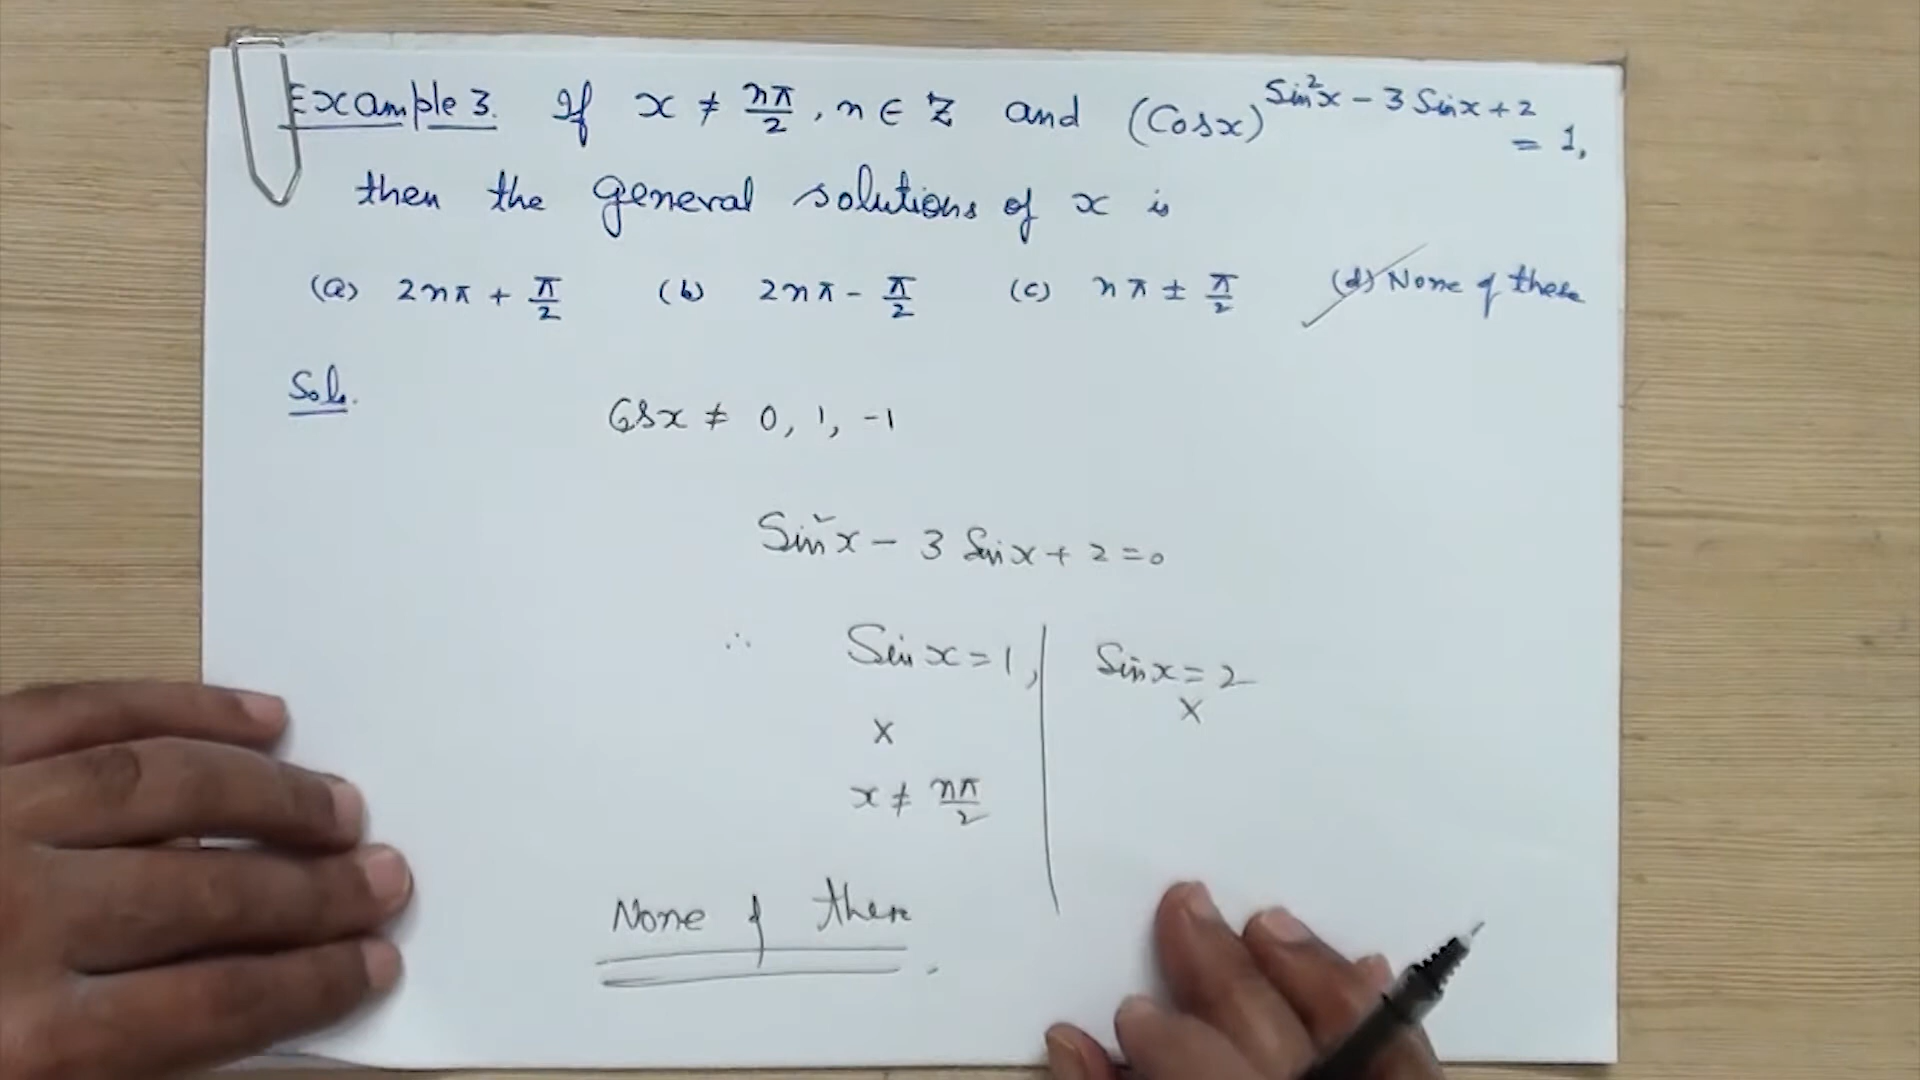 Example 3. If x ≠ nπ/2, n ∈ Z and (Cosx)^(Sin²x - 3 Sinx + 2) = 1,
then the general solutions of x is
(a) 2nπ + π/2 (b) 2nπ - π/2 (c) nπ ± π/2 (d) None of these
Soln.
Cosx ≠ 0, 1, -1
Sin²x - 3 Sinx + 2 = 0
∴ Sinx = 1, Sinx = 2
× ×
x ≠ nπ/2
None of these.